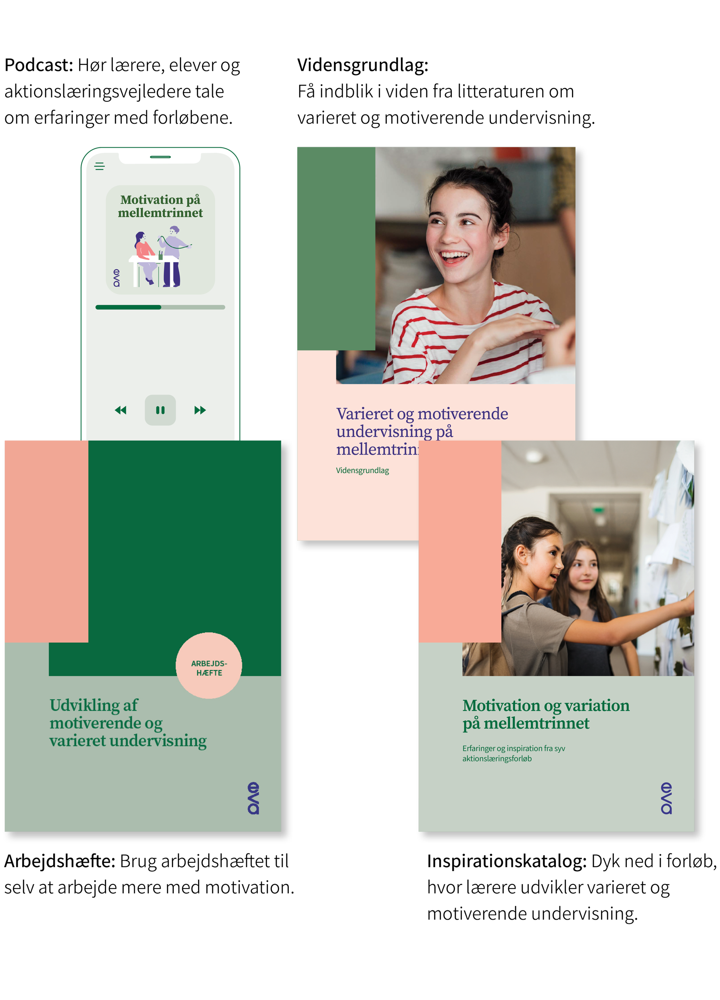 Podcast: Hør lærere, elever og
aktionslæringsvejledere tale
om erfaringer med forløbene.
Vidensgrundlag:
Få indblik i viden fra litteraturen om
varieret og motiverende undervisning.
Motivation på
mellemtrinnet
eva
Varieret og motiverende
undervisning på
Vidensgrundlag
ARBEJDS-
HÆFTE
Udvikling af
motiverende og
varieret undervisning
eva
Motivation og variation
på mellemtrinnet
Erfaringer og inspiration fra syv
aktionslæringsforløb
eva
Arbejdshæfte: Brug arbejdshæftet til
selv at arbejde mere med motivation.
Inspirationskatalog: Dyk ned i forløb,
hvor lærere udvikler varieret og
motiverende undervisning.